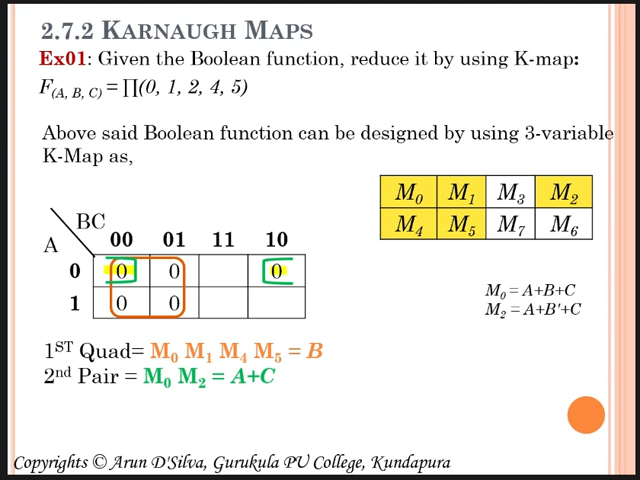 2.7.2 KARNAUGH MAPS
Ex01: Given the Boolean function, reduce it by using K-map:
F(A, B, C) = ∏(0, 1, 2, 4, 5)
Above said Boolean function can be designed by using 3-variable
K-Map as,
M0 M1 M3 M2
M4 M5 M7 M6
BC
A 00 01 11 10
0 0 0 0
1 0 0
M0 = A+B+C
M2 = A+B'+C
1ST Quad= M0 M1 M4 M5 = B
2nd Pair = M0 M2 = A+C
Copyrights © Arun D'Silva, Gurukula PU College, Kundapura